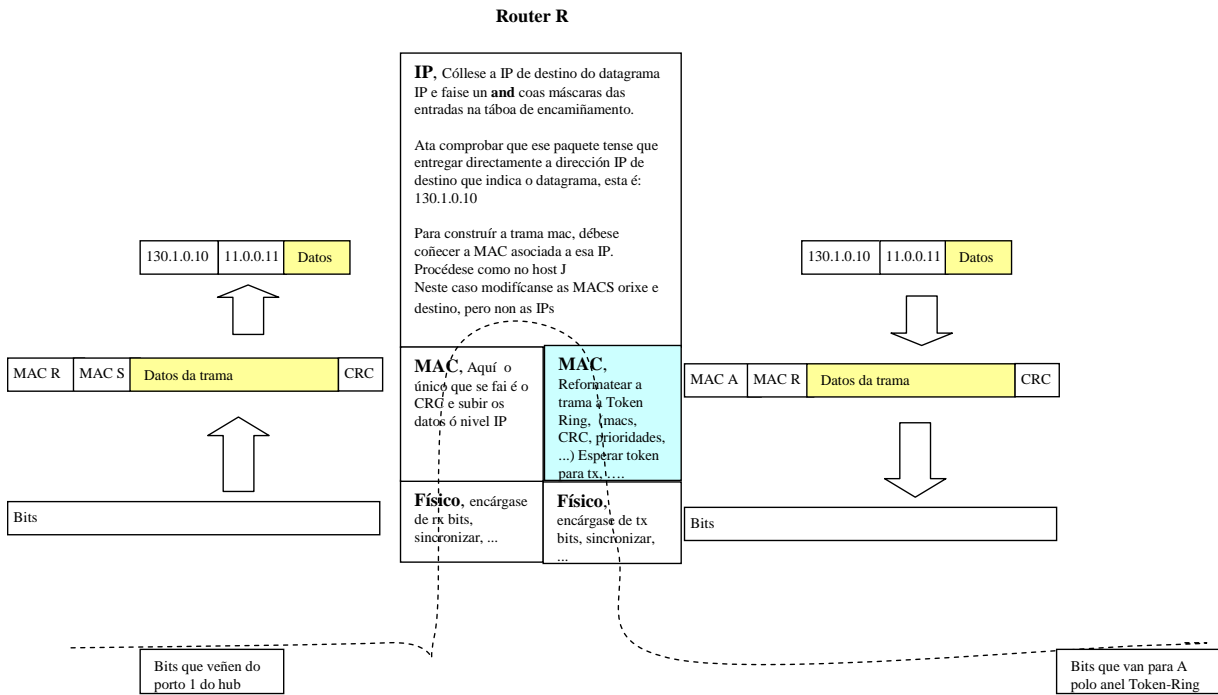 Router R
IP, Cóllese a IP de destino do datagrama
IP e faise un and coas máscaras das
entradas na táboa de encamiñamento.
Ata comprobar que ese paquete tense que
entregar directamente a dirección IP de
destino que indica o datagrama, esta é:
130.1.0.10
Para construír a trama mac, débese
coñecer a MAC asociada a esa IP.
Procédese como no host J
Neste caso modifícanse as MACS orixe e
destino, pero non as IPs
130.1.0.10 11.0.0.11 Datos
130.1.0.10 11.0.0.11 Datos
MAC R MAC S Datos da trama CRC
MAC, Aquí o
único que se fai é o
CRC e subir os
datos ó nivel IP
MAC,
Reformatear a
trama a Token
Ring, (macs,
CRC, prioridades,
...) Esperar token
para tx, ….
MAC A MAC R Datos da trama CRC
Bits
Físico, encárgase
de rx bits,
sincronizar, ...
Físico,
encárgase de tx
bits, sincronizar,
...
Bits
Bits que veñen do
porto 1 do hub
Bits que van para A
polo anel Token-Ring